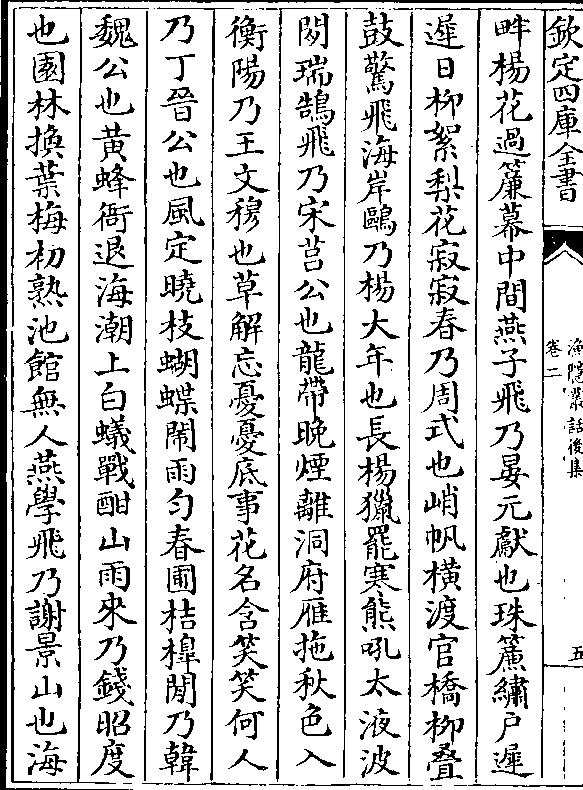 欽定四庫全書
漁隱叢話後集
卷二
五
畔楊花過簾幕中間燕子飛乃晏元獻也珠簾繡戶遲
遲日柳絮梨花寂寂春乃周式也峭帆橫渡官橋柳疊
鼓驚飛海岸鷗乃楊大年也長楊獵罷寒熊吼太液波
閑瑞鵠飛乃宋莒公也龍帶晚煙離洞府雁拖秋色入
衡陽乃王文穆也草解忘憂憂底事花名含笑笑何人
乃丁晉公也風定曉枝蝴蝶鬧雨勻春圃桔槔閒乃韓
魏公也黃蜂衙退海潮上白蟻戰酣山雨來乃錢昭度
也園林換葉梅初熟池館無人燕學飛乃謝景山也海